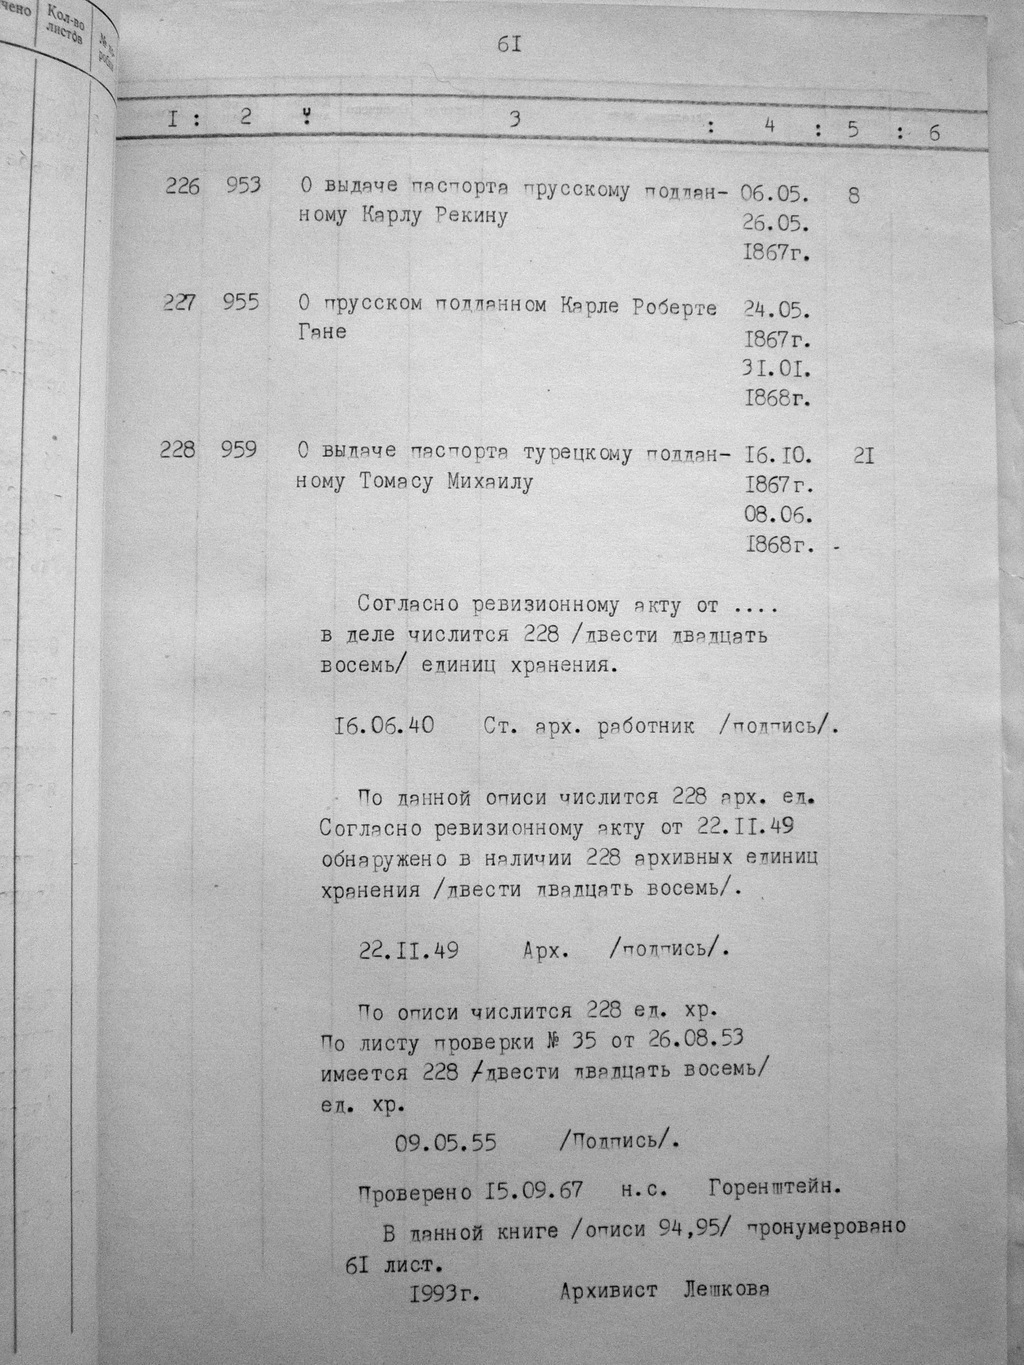 Кол-во
листов
61
1 : 2 : 3 : 4 : 5 : 6
226 953 О выдаче паспорта прусскому поддан- 06.05. 8
ному Карлу Рекину 26.05.
1867г.
227 955 О прусском подданном Карле Роберте 24.05.
Гане 1867г.
31.01.
1868г.
228 959 О выдаче паспорта турецкому поддан- 16.10. 21
ному Томасу Михаилу 1867г.
08.06.
1868г. -
Согласно ревизионному акту от ....
в деле числится 228 /двести двадцать
восемь/ единиц хранения.
16.06.40 Ст. арх. работник /подпись/.
По данной описи числится 228 арх. ед.
Согласно ревизионному акту от 22.11.49
обнаружено в наличии 228 архивных единиц
хранения /двести двадцать восемь/.
22.11.49 Арх. /подпись/.
По описи числится 228 ед. хр.
По листу проверки № 35 от 26.08.53
имеется 228 /двести двадцать восемь/
ед. хр.
09.05.55 /Подпись/.
Проверено 15.09.67 н.с. Горенштейн.
В данной книге /описи 94,95/ пронумеровано
61 лист.
1993г. Архивист Лешкова